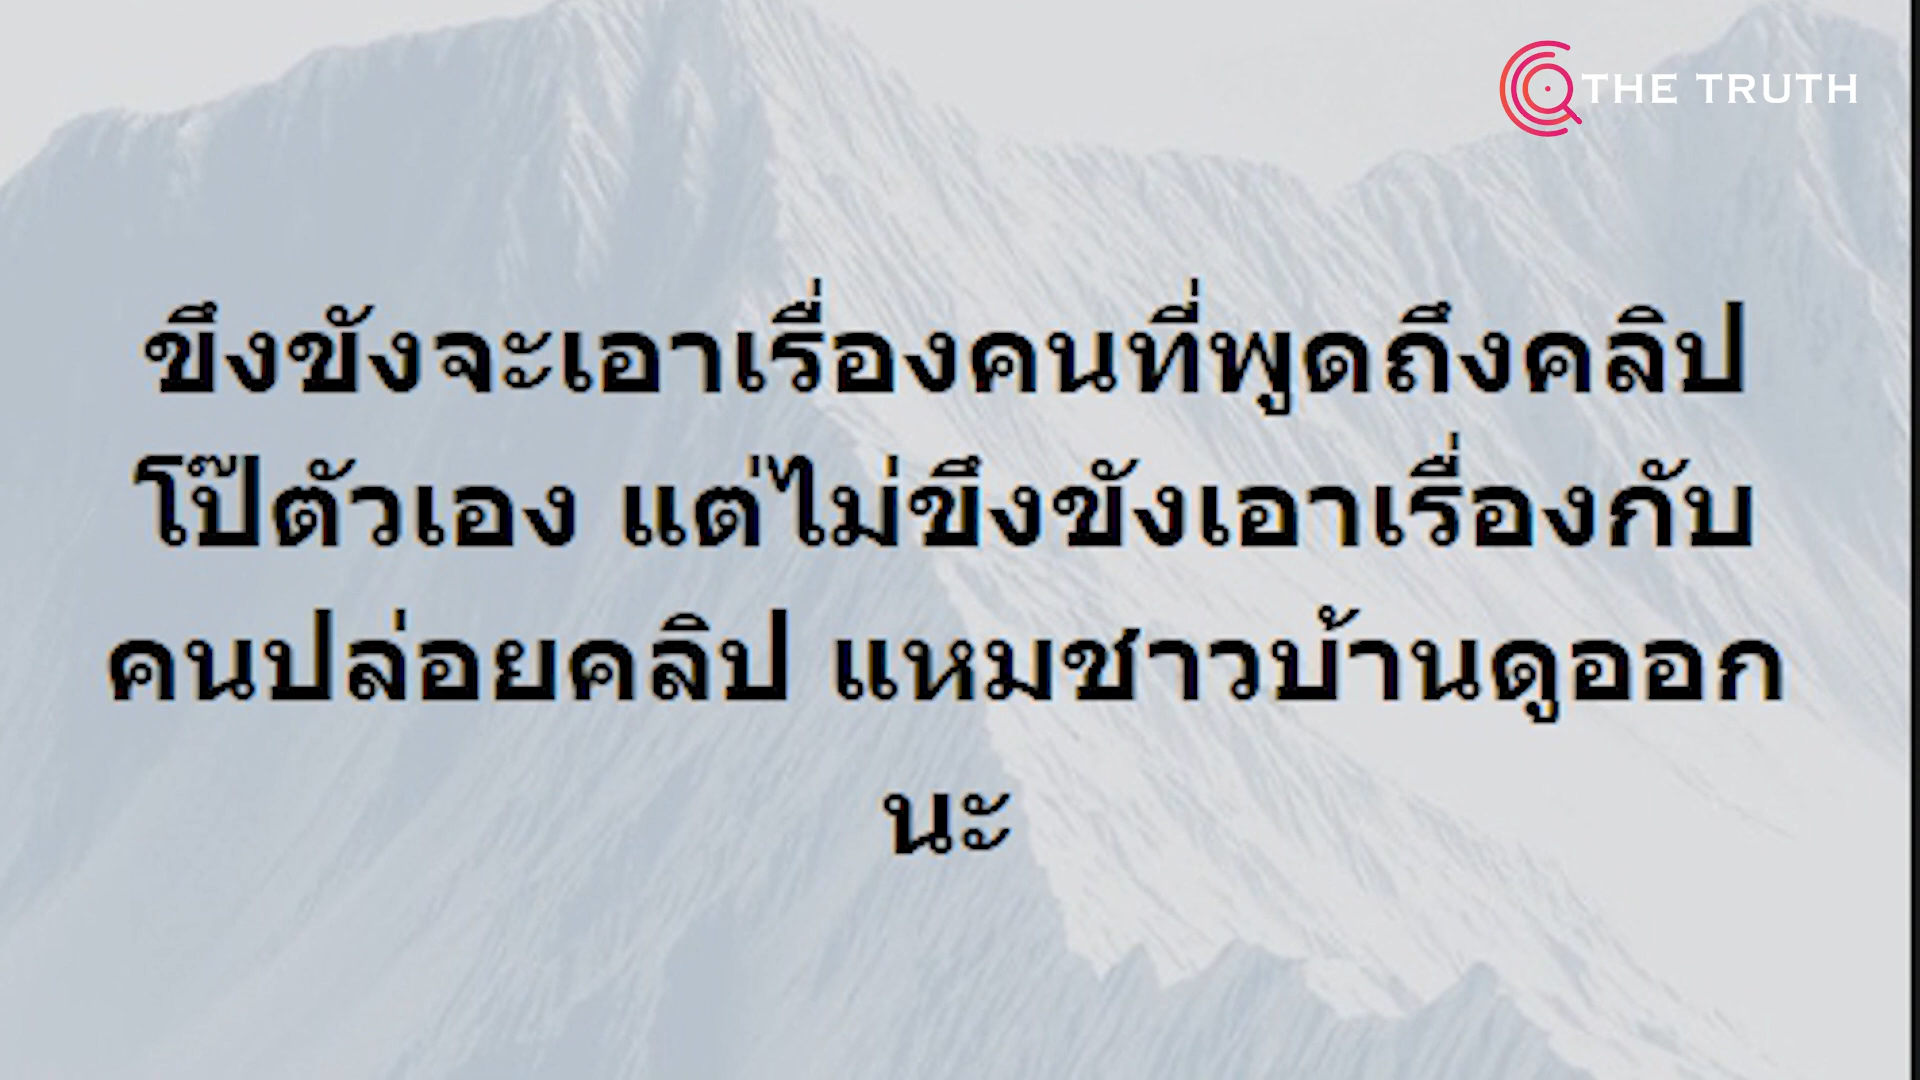 THE TRUTH
ขึงขังจะเอาเรื่องคนที่พูดถึงคลิป
โป๊ตัวเอง แต่ไม่ขึงขังเอาเรื่องกับ
คนปล่อยคลิป แหมชาวบ้านดูออก
นะ